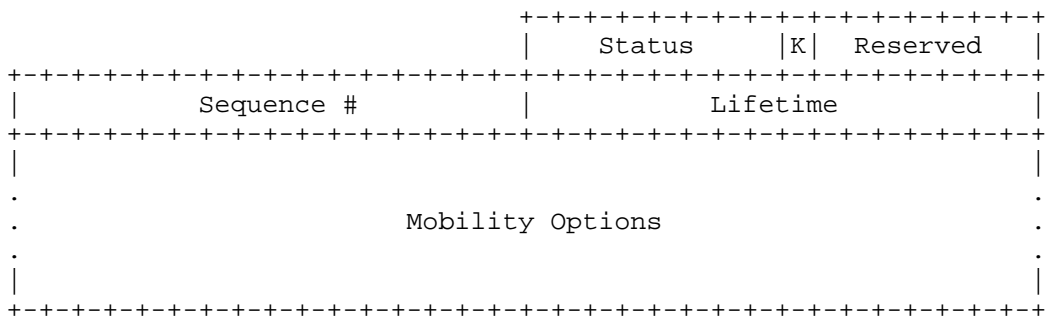 +-+-+-+-+-+-+-+-+-+-+-+-+-+-+-+-+
|    Status     |K|  Reserved   |
+-+-+-+-+-+-+-+-+-+-+-+-+-+-+-+-+-+-+-+-+-+-+-+-+-+-+-+-+-+-+-+-+
|           Sequence #          |           Lifetime            |
+-+-+-+-+-+-+-+-+-+-+-+-+-+-+-+-+-+-+-+-+-+-+-+-+-+-+-+-+-+-+-+-+
|                                                               |
.                                                               .
.                        Mobility Options                       .
.                                                               .
|                                                               |
+-+-+-+-+-+-+-+-+-+-+-+-+-+-+-+-+-+-+-+-+-+-+-+-+-+-+-+-+-+-+-+-+